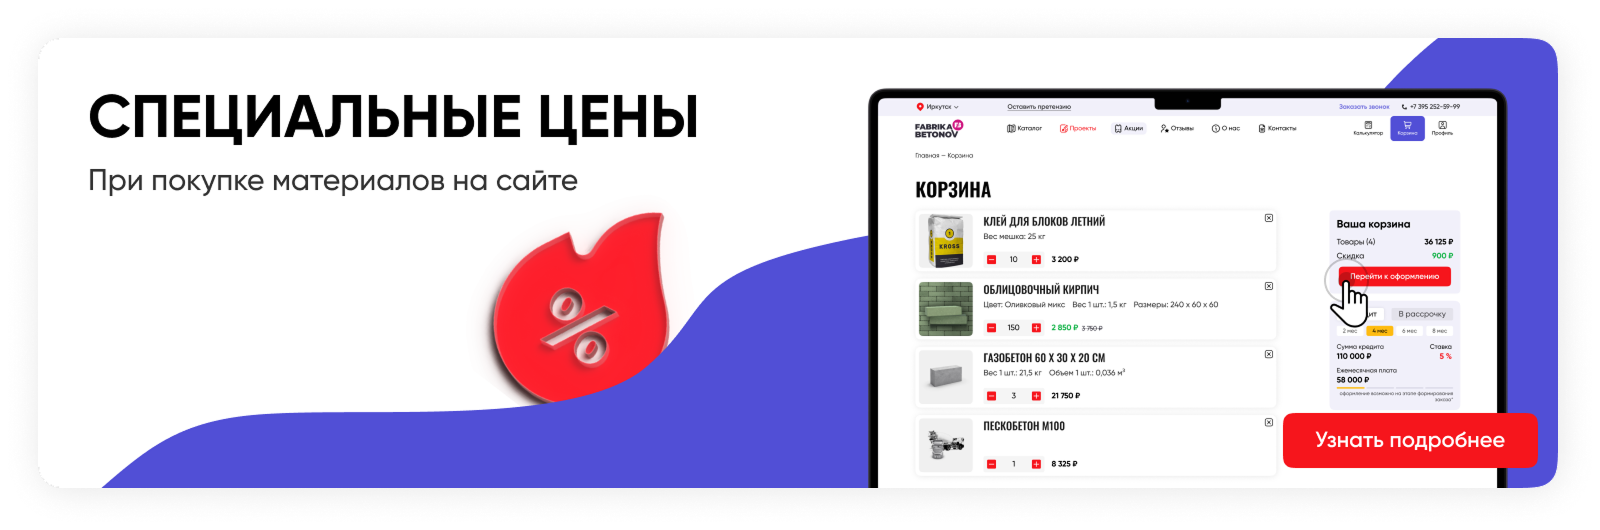 СПЕЦИАЛЬНЫЕ ЦЕНЫ
При покупке материалов на сайте
%
Иркутск
Оставить претензию
Заказать звонок
+7 395 252-59-99
FABRIKA
BETONOV
Каталог
Проекты
Акции
Отзывы
О нас
Контакты
Калькулятор
Корзина
Профиль
Главная — Корзина
КОРЗИНА
KROSS
КЛЕЙ ДЛЯ БЛОКОВ ЛЕТНИЙ
Вес мешка: 25 кг
10 3 200 ₽
ОБЛИЦОВОЧНЫЙ КИРПИЧ
Цвет: Оливковый микс Вес 1 шт.: 1,5 кг Размеры: 240 х 60 х 60
150 2 850 ₽ 3 750 ₽
ГАЗОБЕТОН 60 Х 30 Х 20 СМ
Вес 1 шт.: 21,5 кг Объем 1 шт.: 0,036 м³
3 21 750 ₽
ПЕСКОБЕТОН М100
1 8 325 ₽
Ваша корзина
Товары (4) 36 125 ₽
Скидка 900 ₽
Перейти к оформлению
В рассрочку
2 мес 4 мес 6 мес 8 мес
Сумма кредита Ставка
110 000 ₽ 5 %
Ежемесячная плата
58 000 ₽
оформление возможно на этапе формирования
заказа*
Узнать подробнее